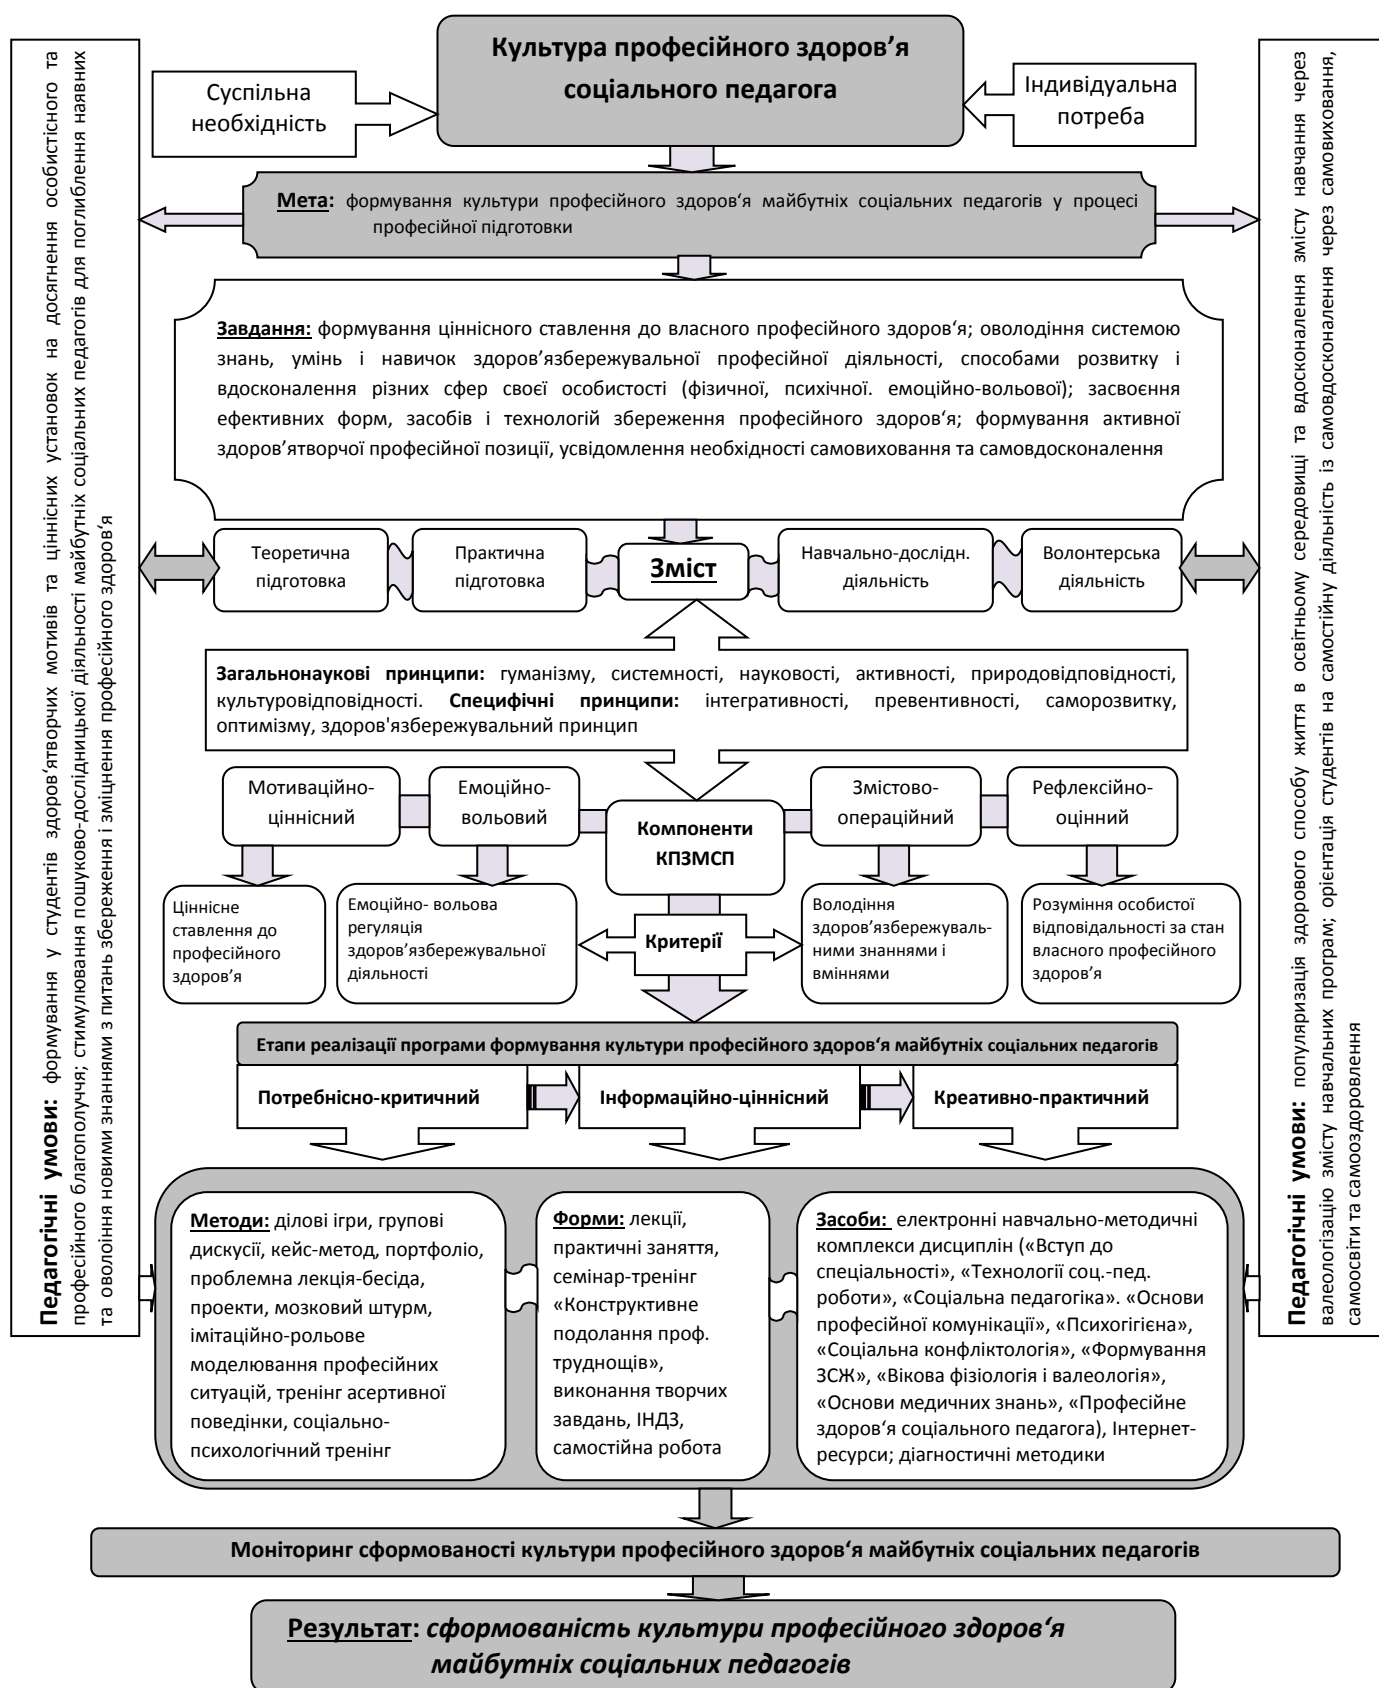 Культура професійного здоров’я
соціального педагога
Суспільна
необхідність
Індивідуальна
потреба
Мета: формування культури професійного здоров‘я майбутніх соціальних педагогів у процесі
професійної підготовки
Завдання: формування ціннісного ставлення до власного професійного здоров‘я; оволодіння системою
знань, умінь і навичок здоров’язбережувальної професійної діяльності, способами розвитку і
вдосконалення різних сфер своєї особистості (фізичної, психічної. емоційно-вольової); засвоєння
ефективних форм, засобів і технологій збереження професійного здоров‘я; формування активної
здоров’ятворчої професійної позиції, усвідомлення необхідності самовиховання та самовдосконалення
Теоретична
підготовка
Практична
підготовка
Зміст
Навчально-дослідн.
діяльність
Волонтерська
діяльність
Загальнонаукові принципи: гуманізму, системності, науковості, активності, природовідповідності,
культуровідповідності. Специфічні принципи: інтегративності, превентивності, саморозвитку,
оптимізму, здоров'язбережувальний принцип
Мотиваційно-
ціннісний
Емоційно-
вольовий
Компоненти
КПЗМСП
Змістово-
операційний
Рефлексійно-
оцінний
Ціннісне
ставлення до
професійного
здоров’я
Емоційно- вольова
регуляція
здоров’язбережувальної
діяльності
Критерії
Володіння
здоров’язбережуваль-
ними знаннями і
вміннями
Розуміння особистої
відповідальності за стан
власного професійного
здоров’я
Етапи реалізації програми формування культури професійного здоров‘я майбутніх соціальних педагогів
Потребнісно-критичний
Інформаційно-ціннісний
Креативно-практичний
Методи: ділові ігри, групові
дискусії, кейс-метод, портфоліо,
проблемна лекція-бесіда,
проекти, мозковий штурм,
імітаційно-рольове
моделювання професійних
ситуацій, тренінг асертивної
поведінки, соціально-
психологічний тренінг
Форми: лекції,
практичні заняття,
семінар-тренінг
«Конструктивне
подолання проф.
труднощів»,
виконання творчих
завдань, ІНДЗ,
самостійна робота
Засоби: електронні навчально-методичні
комплекси дисциплін («Вступ до
спеціальності», «Технології соц.-пед.
роботи», «Соціальна педагогіка». «Основи
професійної комунікації», «Психогігієна»,
«Соціальна конфліктологія», «Формування
ЗСЖ», «Вікова фізіологія і валеологія»,
«Основи медичних знань», «Професійне
здоров‘я соціального педагога), Інтернет-
ресурси; діагностичні методики
Моніторинг сформованості культури професійного здоров‘я майбутніх соціальних педагогів
Результат: сформованість культури професійного здоров‘я
майбутніх соціальних педагогів
Педагогічні умови: формування у студентів здоров‘ятворчих мотивів та ціннісних установок на досягнення особистісного та
професійного благополуччя; стимулювання пошуково-дослідницької діяльності майбутніх соціальних педагогів для поглиблення наявних
та оволоіння новими знаннями з питань збереження і зміцнення професійного здоров‘я
Педагогічні умови: популяризація здорового способу життя в освітньому середовищі та вдосконалення змісту навчання через
валеологізацію змісту навчальних програм; орієнтація студентів на самостійну діяльність із самовдосконалення через самовиховання,
самоосвіти та самооздоровлення